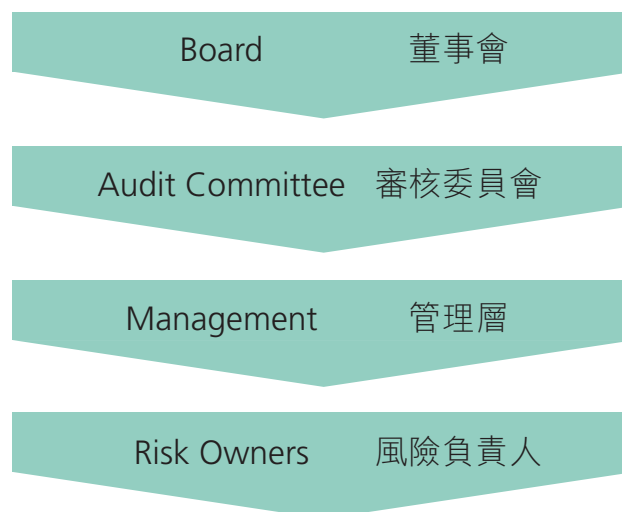 Board 董事會
Audit Committee 審核委員會
Management 管理層
Risk Owners 風險負責人